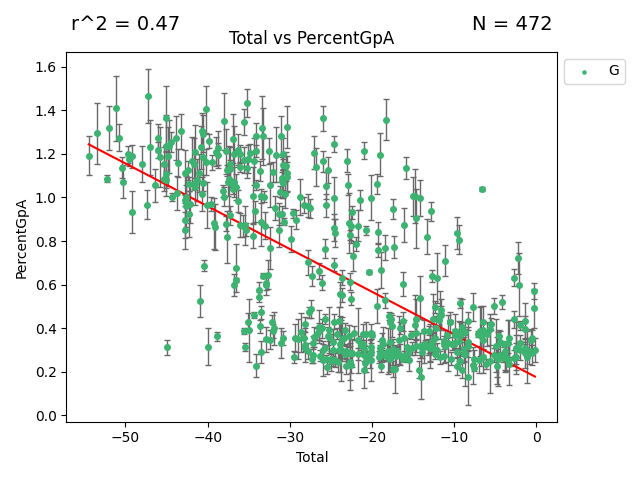 r^2 = 0.47 N = 472
Total vs PercentGpA
G
1.6
1.4
1.2
1.0
0.8
0.6
0.4
0.2
0.0
PercentGpA
−50 −40 −30 −20 −10 0
Total